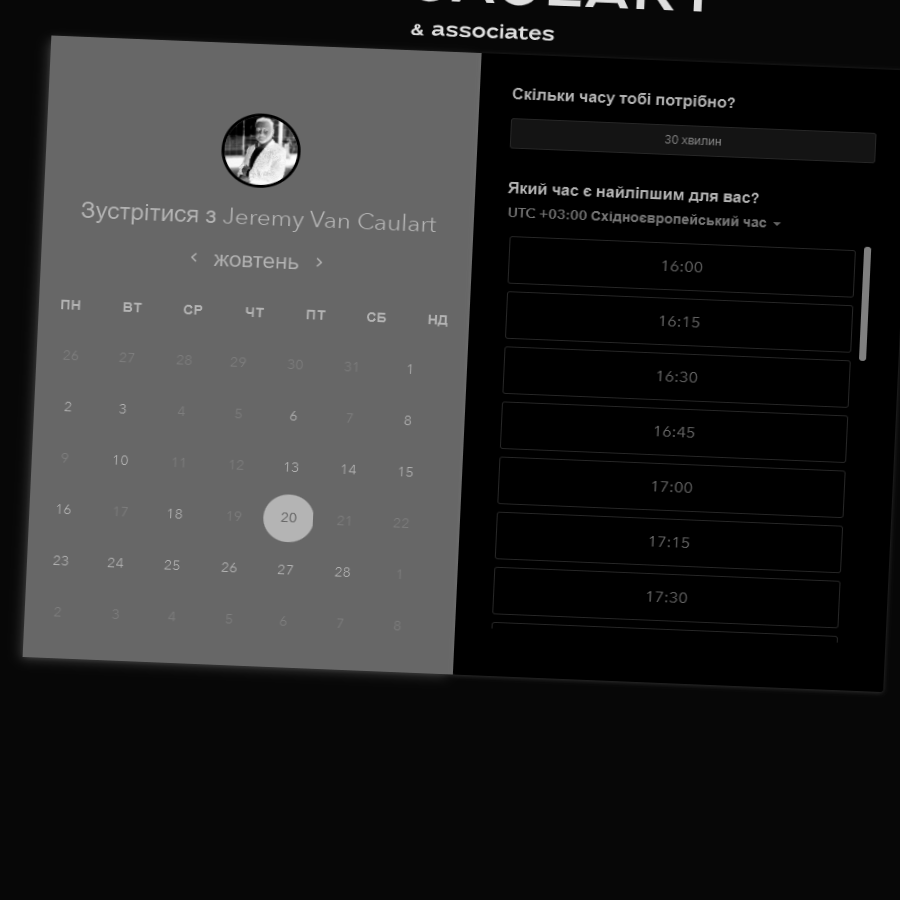 & associates
Зустрітися з Jeremy Van Caulart
‹ жовтень ›
ПН ВТ СР ЧТ ПТ СБ НД
26 27 28 29 30 31 1
2 3 4 5 6 7 8
9 10 11 12 13 14 15
16 17 18 19 20 21 22
23 24 25 26 27 28 1
2 3 4 5 6 7 8
Скільки часу тобі потрібно?
30 хвилин
Який час є найліпшим для вас?
UTC +03:00 Східноєвропейський час
16:00
16:15
16:30
16:45
17:00
17:15
17:30